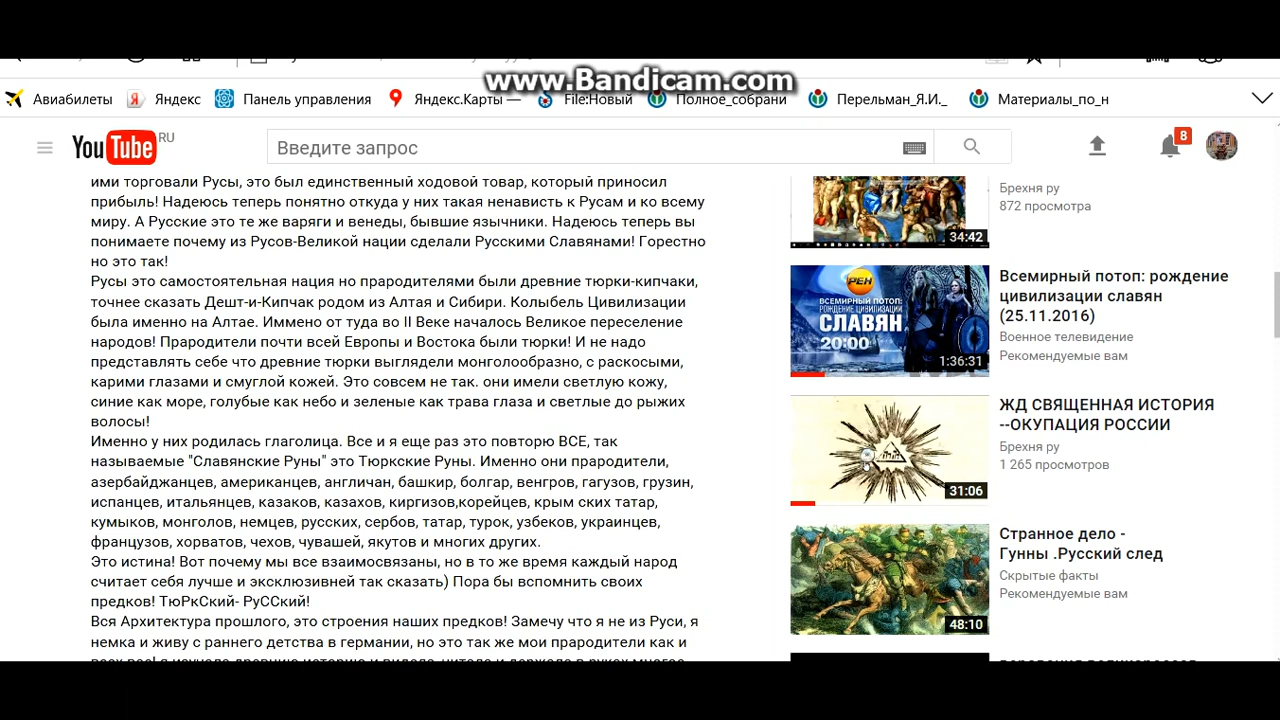 www.Bandicam.com
Авиабилеты
Яндекс
Панель управления
Яндекс.Карты —
File:Новый
Полное_собрани
Перельман_Я.И._
Материалы_по_н
YouTube RU
Введите запрос
8
ими торговали Русы, это был единственный ходовой товар, который приносил
прибыль! Надеюсь теперь понятно откуда у них такая ненависть к Русам и ко всему
миру. А Русские это те же варяги и венеды, бывшие язычники. Надеюсь теперь вы
понимаете почему из Русов-Великой нации сделали Русскими Славянами! Горестно
но это так!
Русы это самостоятельная нация но прародителями были древние тюрки-кипчаки,
точнее сказать Дешт-и-Кипчак родом из Алтая и Сибири. Колыбель Цивилизации
была именно на Алтае. Иммено от туда во II Веке началось Великое переселение
народов! Прародители почти всей Европы и Востока были тюрки! И не надо
представлять себе что древние тюрки выглядели монголообразно, с раскосыми,
карими глазами и смуглой кожей. Это совсем не так. они имели светлую кожу,
синие как море, голубые как небо и зеленые как трава глаза и светлые до рыжих
волосы!
Именно у них родилась глаголица. Все и я еще раз это повторю ВСЕ, так
называемые "Славянские Руны" это Тюркские Руны. Именно они прародители,
азербайджанцев, американцев, англичан, башкир, болгар, венгров, гагузов, грузин,
испанцев, итальянцев, казаков, казахов, киргизов,корейцев, крым ских татар,
кумыков, монголов, немцев, русских, сербов, татар, турок, узбеков, украинцев,
французов, хорватов, чехов, чувашей, якутов и многих других.
Это истина! Вот почему мы все взаимосвязаны, но в то же время каждый народ
считает себя лучше и эксклюзивней так сказать) Пора бы вспомнить своих
предков! ТюРкСкий- РуССкий!
Вся Архитектура прошлого, это строения наших предков! Замечу что я не из Руси, я
немка и живу с раннего детства в германии, но это так же мои прародители как и
34:42
Брехня ру
872 просмотра
РЕН
ВСЕМИРНЫЙ ПОТОП:
РОЖДЕНИЕ ЦИВИЛИЗАЦИИ
СЛАВЯН
20:00
1:36:31
Всемирный потоп: рождение
цивилизации славян
(25.11.2016)
Военное телевидение
Рекомендуемые вам
31:06
ЖД СВЯЩЕННАЯ ИСТОРИЯ
--ОКУПАЦИЯ РОССИИ
Брехня ру
1 265 просмотров
48:10
Странное дело -
Гунны .Русский след
Скрытые факты
Рекомендуемые вам